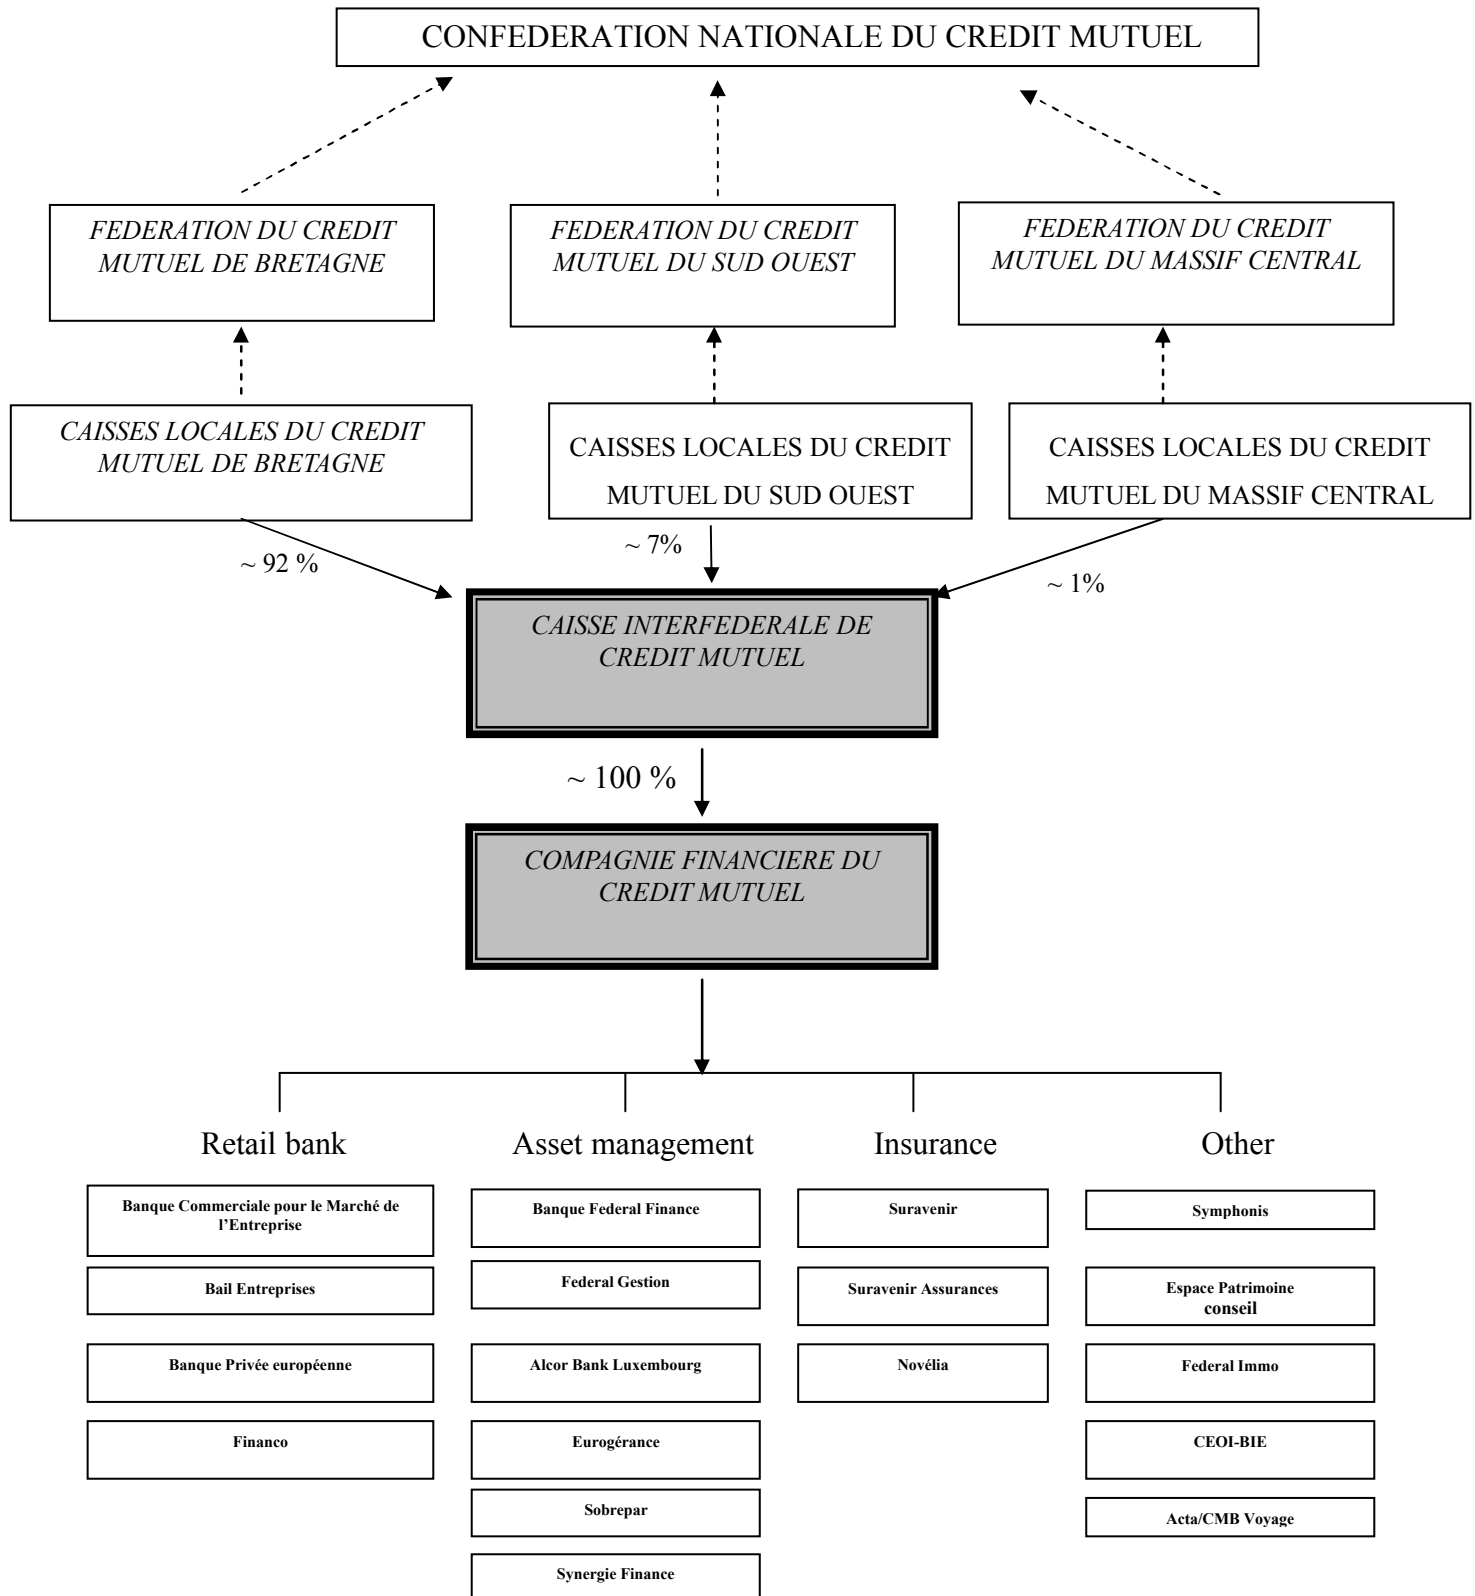 CONFEDERATION NATIONALE DU CREDIT MUTUEL
FEDERATION DU CREDIT
MUTUEL DE BRETAGNE
FEDERATION DU CREDIT
MUTUEL DU SUD OUEST
FEDERATION DU CREDIT
MUTUEL DU MASSIF CENTRAL
CAISSES LOCALES DU CREDIT
MUTUEL DE BRETAGNE
CAISSES LOCALES DU CREDIT
MUTUEL DU SUD OUEST
CAISSES LOCALES DU CREDIT
MUTUEL DU MASSIF CENTRAL
~ 92 %
~ 7%
~ 1%
CAISSE INTERFEDERALE DE
CREDIT MUTUEL
~ 100 %
COMPAGNIE FINANCIERE DU
CREDIT MUTUEL
Retail bank
Banque Commerciale pour le Marché de
l’Entreprise
Bail Entreprises
Banque Privée européenne
Financo
Asset management
Banque Federal Finance
Federal Gestion
Alcor Bank Luxembourg
Eurogérance
Sobrepar
Synergie Finance
Insurance
Suravenir
Suravenir Assurances
Novélia
Other
Symphonis
Espace Patrimoine
conseil
Federal Immo
CEOI-BIE
Acta/CMB Voyage